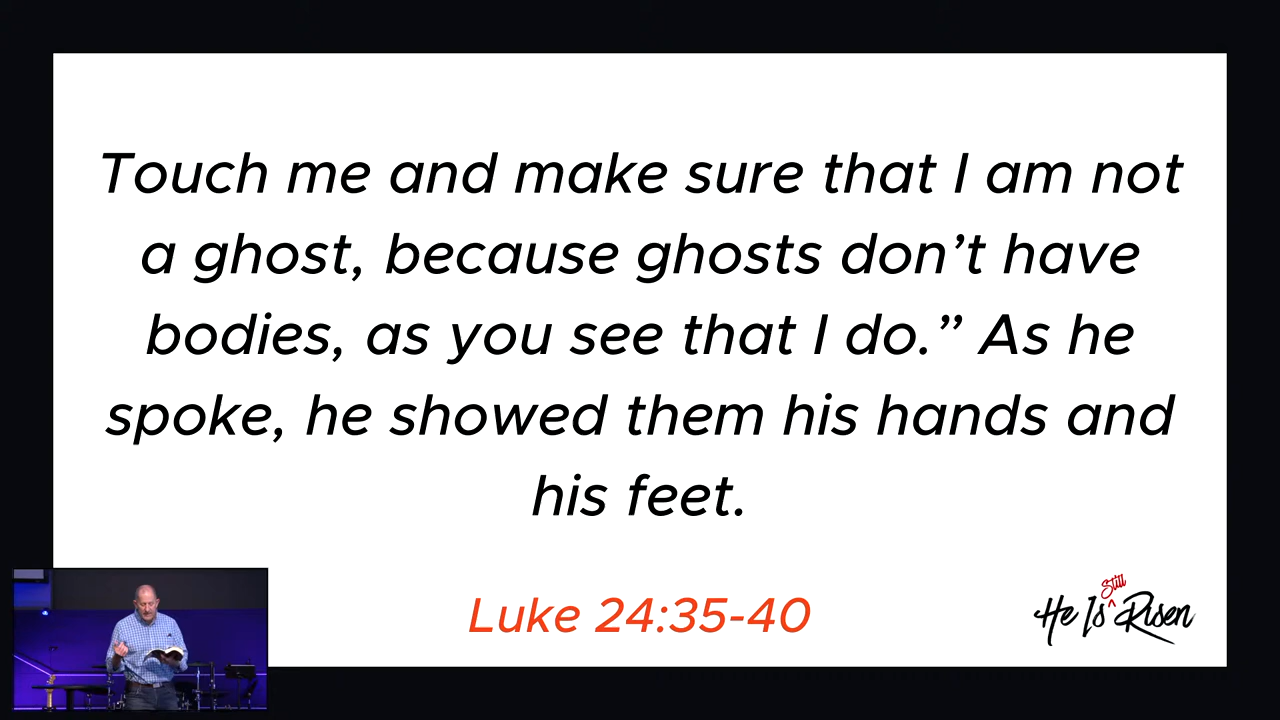 Touch me and make sure that I am not
a ghost, because ghosts don’t have
bodies, as you see that I do.” As he
spoke, he showed them his hands and
his feet.
Luke 24:35-40
Still
He Is ^ Risen